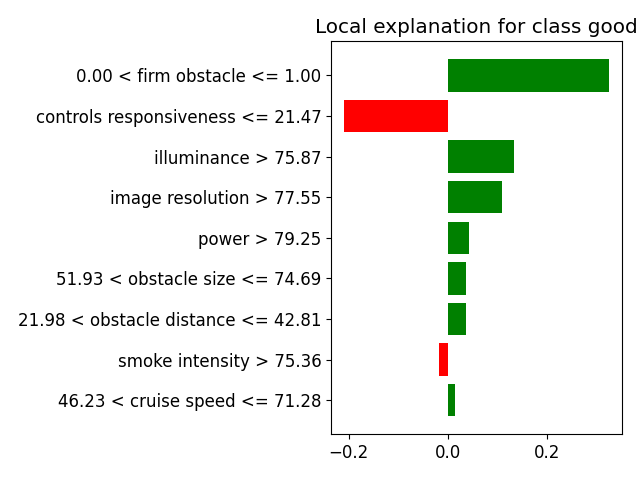 Local explanation for class good
0.00 < firm obstacle <= 1.00
controls responsiveness <= 21.47
illuminance > 75.87
image resolution > 77.55
power > 79.25
51.93 < obstacle size <= 74.69
21.98 < obstacle distance <= 42.81
smoke intensity > 75.36
46.23 < cruise speed <= 71.28
−0.2 0.0 0.2